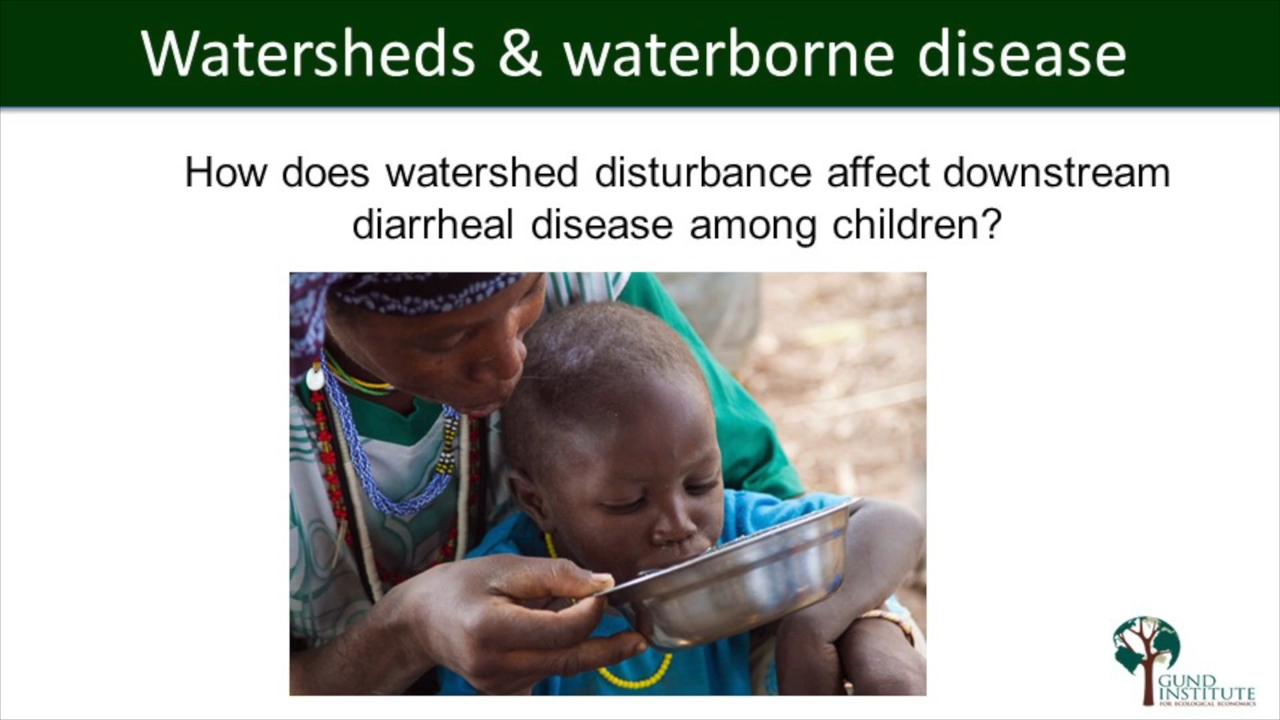 Watersheds & waterborne disease
How does watershed disturbance affect downstream
diarrheal disease among children?
GUND
INSTITUTE
FOR ECOLOGICAL ECONOMICS